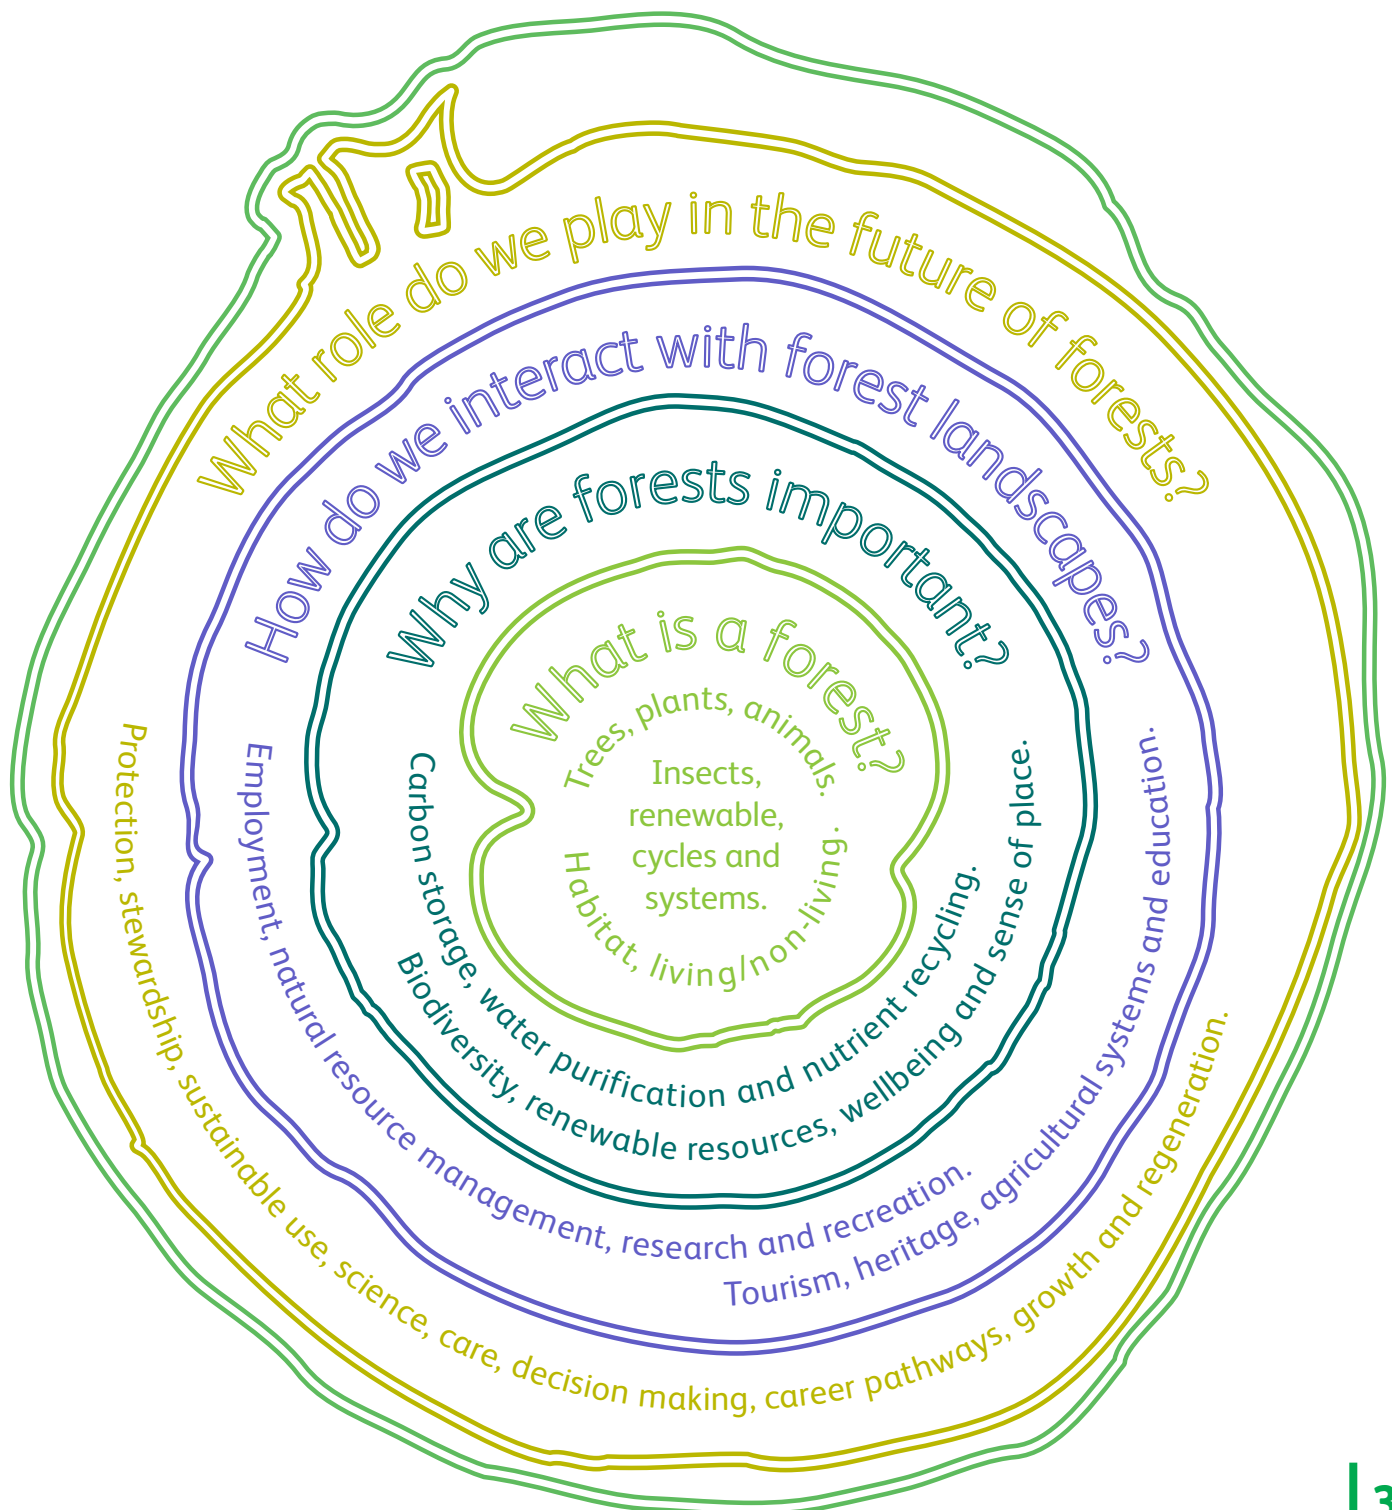 What role do we play in the future of forests?
How do we interact with forest landscapes?
Why are forests important?
What is a forest?
Trees, plants, animals.
Insects,
renewable,
cycles and
systems.
Habitat, living/non-living.
Carbon storage, water purification and nutrient recycling.
Biodiversity, renewable resources, wellbeing and sense of place.
Employment, natural resource management, research and recreation.
Tourism, heritage, agricultural systems and education.
Protection, stewardship, sustainable use, science, care, decision making, career pathways, growth and regeneration.